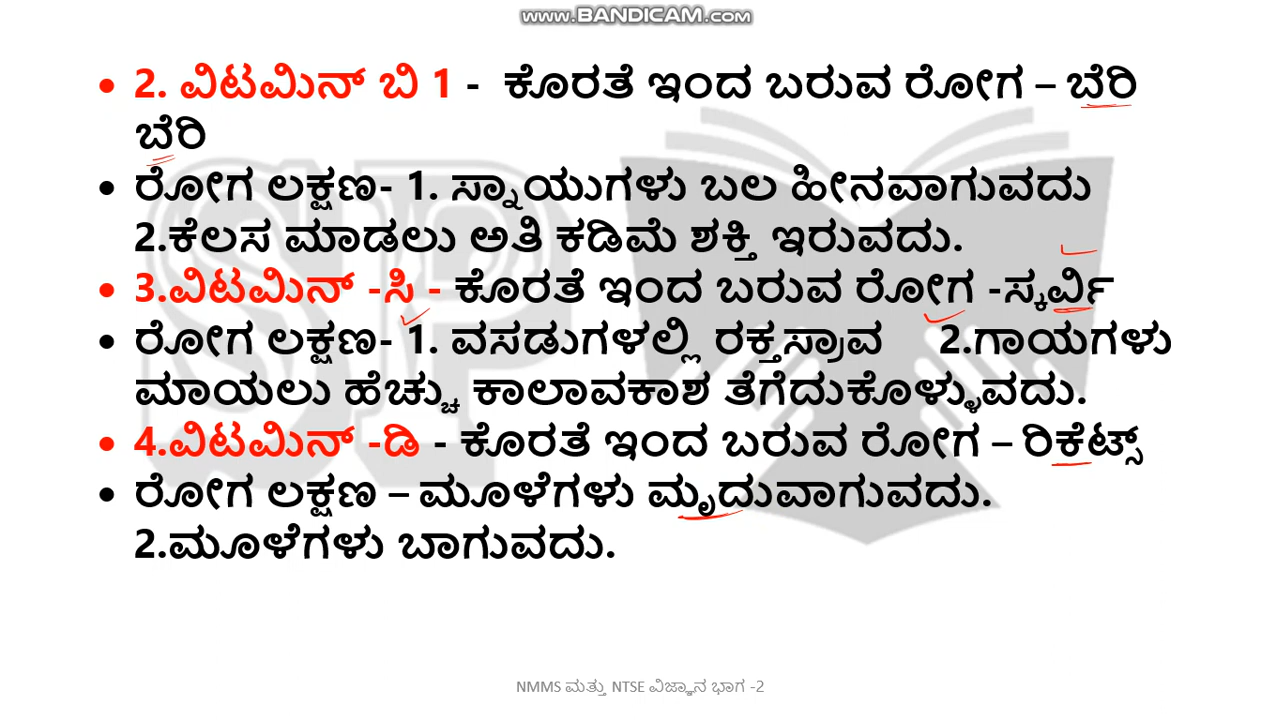 www.BANDICAM.com
• 2. ವಿಟಮಿನ್ ಬಿ 1 - ಕೊರತೆ ಇಂದ ಬರುವ ರೋಗ – ಬೆರಿ
ಬೆರಿ
• ರೋಗ ಲಕ್ಷಣ- 1. ಸ್ನಾಯುಗಳು ಬಲ ಹೀನವಾಗುವದು
2.ಕೆಲಸ ಮಾಡಲು ಅತಿ ಕಡಿಮೆ ಶಕ್ತಿ ಇರುವದು.
• 3.ವಿಟಮಿನ್ -ಸಿ - ಕೊರತೆ ಇಂದ ಬರುವ ರೋಗ -ಸ್ಕರ್ವಿ
• ರೋಗ ಲಕ್ಷಣ- 1. ವಸಡುಗಳಲ್ಲಿ ರಕ್ತಸ್ರಾವ 2.ಗಾಯಗಳು
ಮಾಯಲು ಹೆಚ್ಚು ಕಾಲಾವಕಾಶ ತೆಗೆದುಕೊಳ್ಳುವದು.
• 4.ವಿಟಮಿನ್ -ಡಿ - ಕೊರತೆ ಇಂದ ಬರುವ ರೋಗ – ರಿಕೆಟ್ಸ್
• ರೋಗ ಲಕ್ಷಣ – ಮೂಳೆಗಳು ಮೃದುವಾಗುವದು.
2.ಮೂಳೆಗಳು ಬಾಗುವದು.
NMMS ಮತ್ತು NTSE ವಿಜ್ಞಾನ ಭಾಗ -2